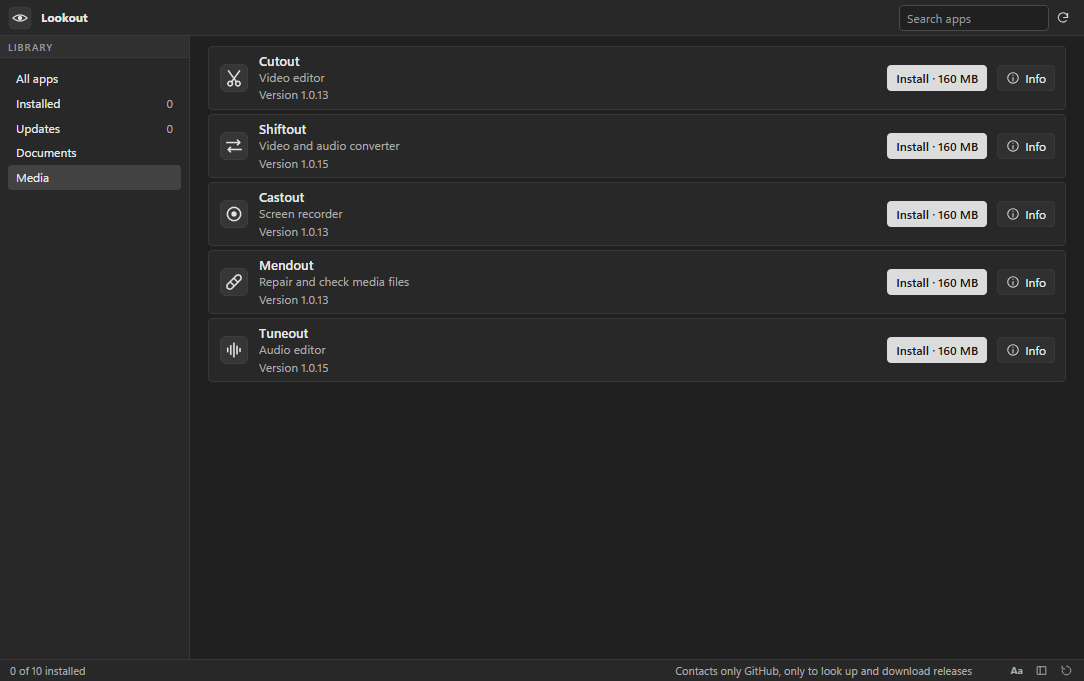 Lookout
Search apps
LIBRARY
All apps
Installed 0
Updates 0
Documents
Media
Cutout
Video editor
Version 1.0.13
Install · 160 MB
Info
Shiftout
Video and audio converter
Version 1.0.15
Install · 160 MB
Info
Castout
Screen recorder
Version 1.0.13
Install · 160 MB
Info
Mendout
Repair and check media files
Version 1.0.13
Install · 160 MB
Info
Tuneout
Audio editor
Version 1.0.15
Install · 160 MB
Info
0 of 10 installed
Contacts only GitHub, only to look up and download releases
Aa